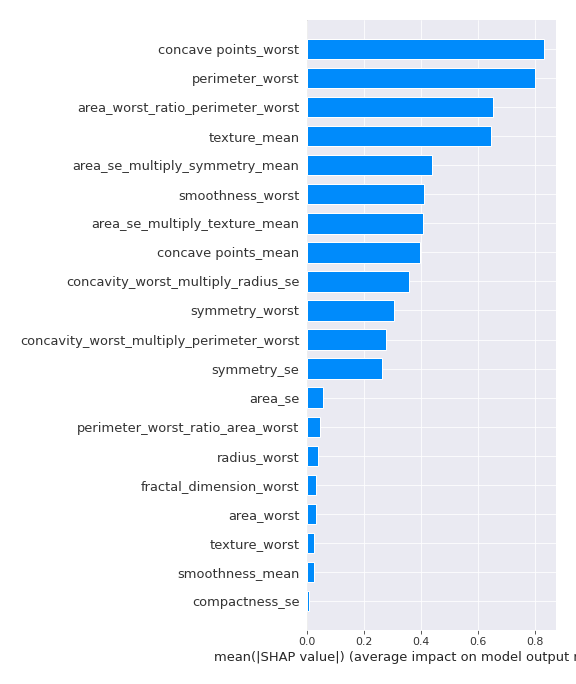 concave points_worst
perimeter_worst
area_worst_ratio_perimeter_worst
texture_mean
area_se_multiply_symmetry_mean
smoothness_worst
area_se_multiply_texture_mean
concave points_mean
concavity_worst_multiply_radius_se
symmetry_worst
concavity_worst_multiply_perimeter_worst
symmetry_se
area_se
perimeter_worst_ratio_area_worst
radius_worst
fractal_dimension_worst
area_worst
texture_worst
smoothness_mean
compactness_se
0.0 0.2 0.4 0.6 0.8
mean(|SHAP value|) (average impact on model output